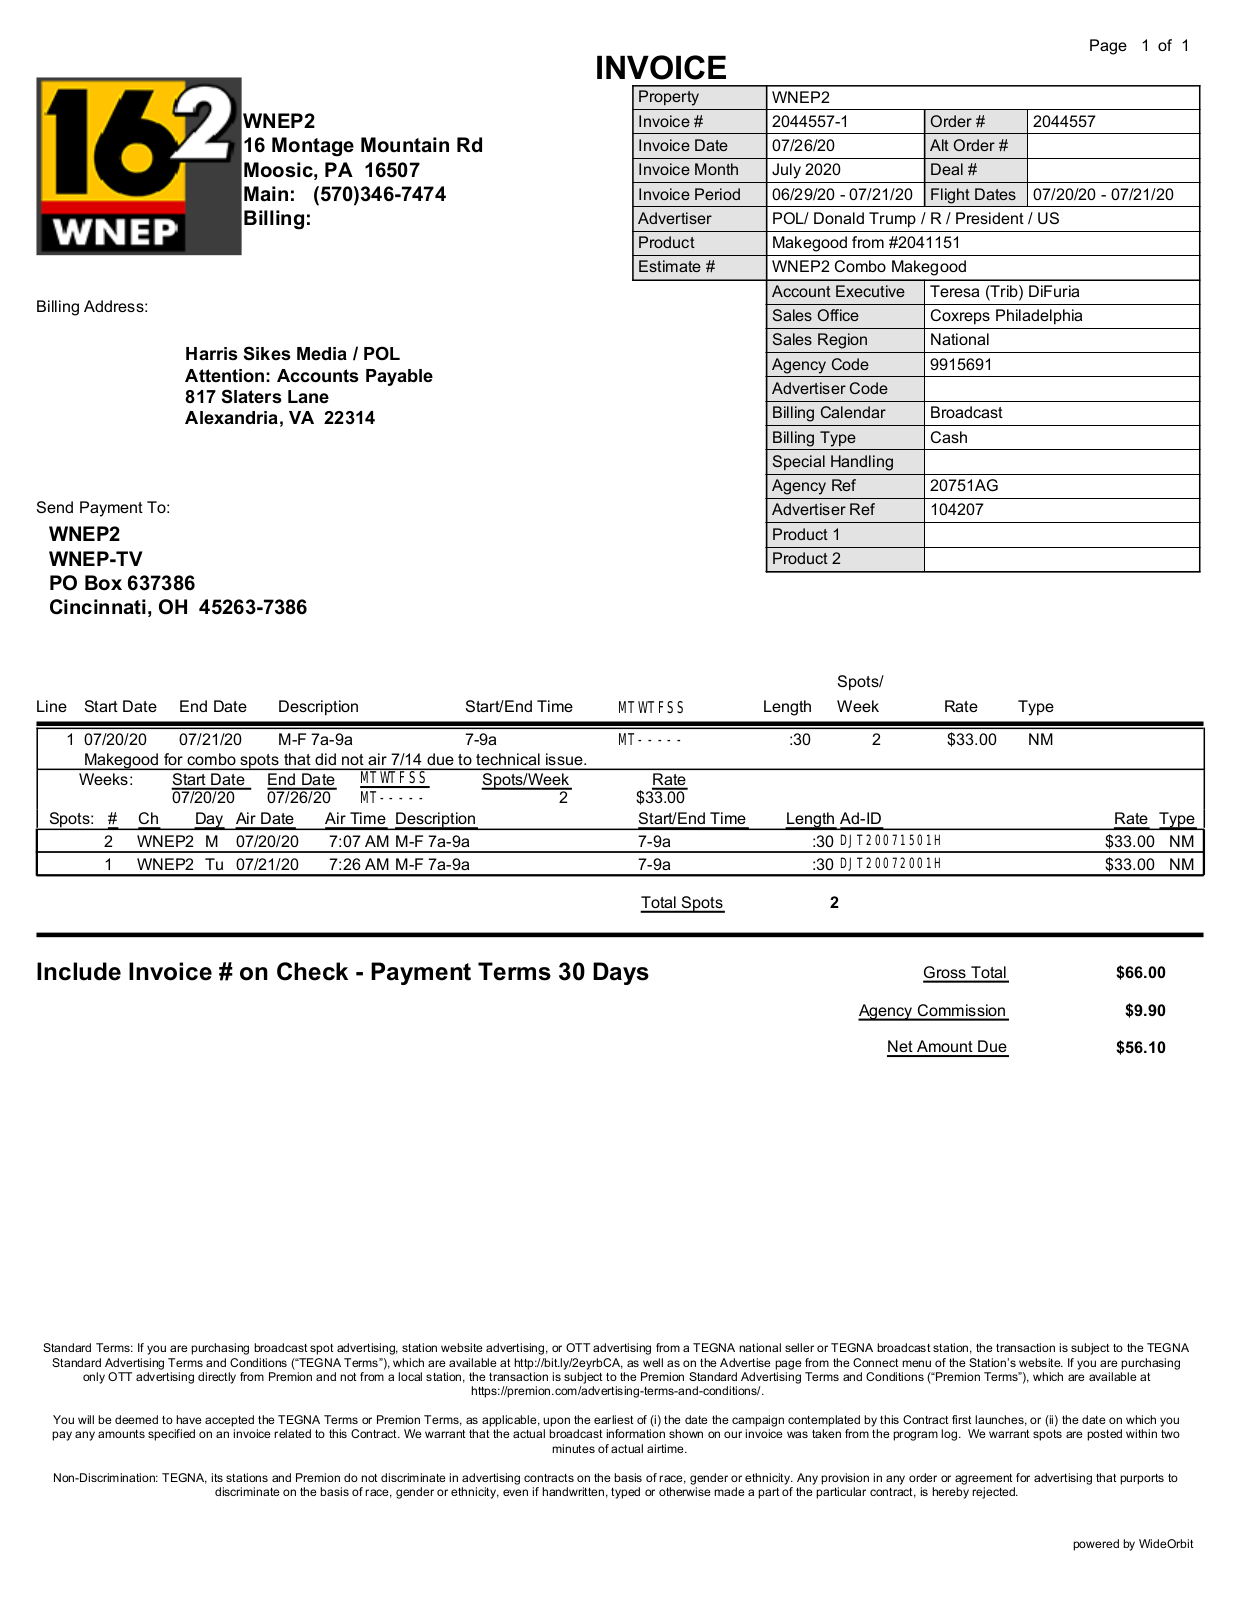 Page 1 of 1
INVOICE
16 2
WNEP
WNEP2
16 Montage Mountain Rd
Moosic, PA 16507
Main: (570)346-7474
Billing:
Property WNEP2
Invoice # 2044557-1 Order # 2044557
Invoice Date 07/26/20 Alt Order #
Invoice Month July 2020 Deal #
Invoice Period 06/29/20 - 07/21/20 Flight Dates 07/20/20 - 07/21/20
Advertiser POL/ Donald Trump / R / President / US
Product Makegood from #2041151
Estimate # WNEP2 Combo Makegood
Account Executive Teresa (Trib) DiFuria
Sales Office Coxreps Philadelphia
Sales Region National
Agency Code 9915691
Advertiser Code
Billing Calendar Broadcast
Billing Type Cash
Special Handling
Agency Ref 20751AG
Advertiser Ref 104207
Product 1
Product 2
Billing Address:
Harris Sikes Media / POL
Attention: Accounts Payable
817 Slaters Lane
Alexandria, VA 22314
Send Payment To:
WNEP2
WNEP-TV
PO Box 637386
Cincinnati, OH 45263-7386
Spots/
Line Start Date End Date Description Start/End Time MTWTFSS Length Week Rate Type
1 07/20/20 07/21/20 M-F 7a-9a 7-9a MT----- :30 2 $33.00 NM
Makegood for combo spots that did not air 7/14 due to technical issue.
Weeks: Start Date End Date MTWTFSS Spots/Week Rate
07/20/20 07/26/20 MT----- 2 $33.00
Spots: # Ch Day Air Date Air Time Description Start/End Time Length Ad-ID Rate Type
2 WNEP2 M 07/20/20 7:07 AM M-F 7a-9a 7-9a :30 DJT20071501H $33.00 NM
1 WNEP2 Tu 07/21/20 7:26 AM M-F 7a-9a 7-9a :30 DJT20072001H $33.00 NM
Total Spots 2
Include Invoice # on Check - Payment Terms 30 Days
Gross Total $66.00
Agency Commission $9.90
Net Amount Due $56.10
Standard Terms: If you are purchasing broadcast spot advertising, station website advertising, or OTT advertising from a TEGNA national seller or TEGNA broadcast station, the transaction is subject to the TEGNA
Standard Advertising Terms and Conditions (“TEGNA Terms”), which are available at http://bit.ly/2eyrbCA, as well as on the Advertise page from the Connect menu of the Station’s website. If you are purchasing
only OTT advertising directly from Premion and not from a local station, the transaction is subject to the Premion Standard Advertising Terms and Conditions (“Premion Terms”), which are available at
https://premion.com/advertising-terms-and-conditions/.
You will be deemed to have accepted the TEGNA Terms or Premion Terms, as applicable, upon the earliest of (i) the date the campaign contemplated by this Contract first launches, or (ii) the date on which you
pay any amounts specified on an invoice related to this Contract. We warrant that the actual broadcast information shown on our invoice was taken from the program log. We warrant spots are posted within two
minutes of actual airtime.
Non-Discrimination: TEGNA, its stations and Premion do not discriminate in advertising contracts on the basis of race, gender or ethnicity. Any provision in any order or agreement for advertising that purports to
discriminate on the basis of race, gender or ethnicity, even if handwritten, typed or otherwise made a part of the particular contract, is hereby rejected.
powered by WideOrbit